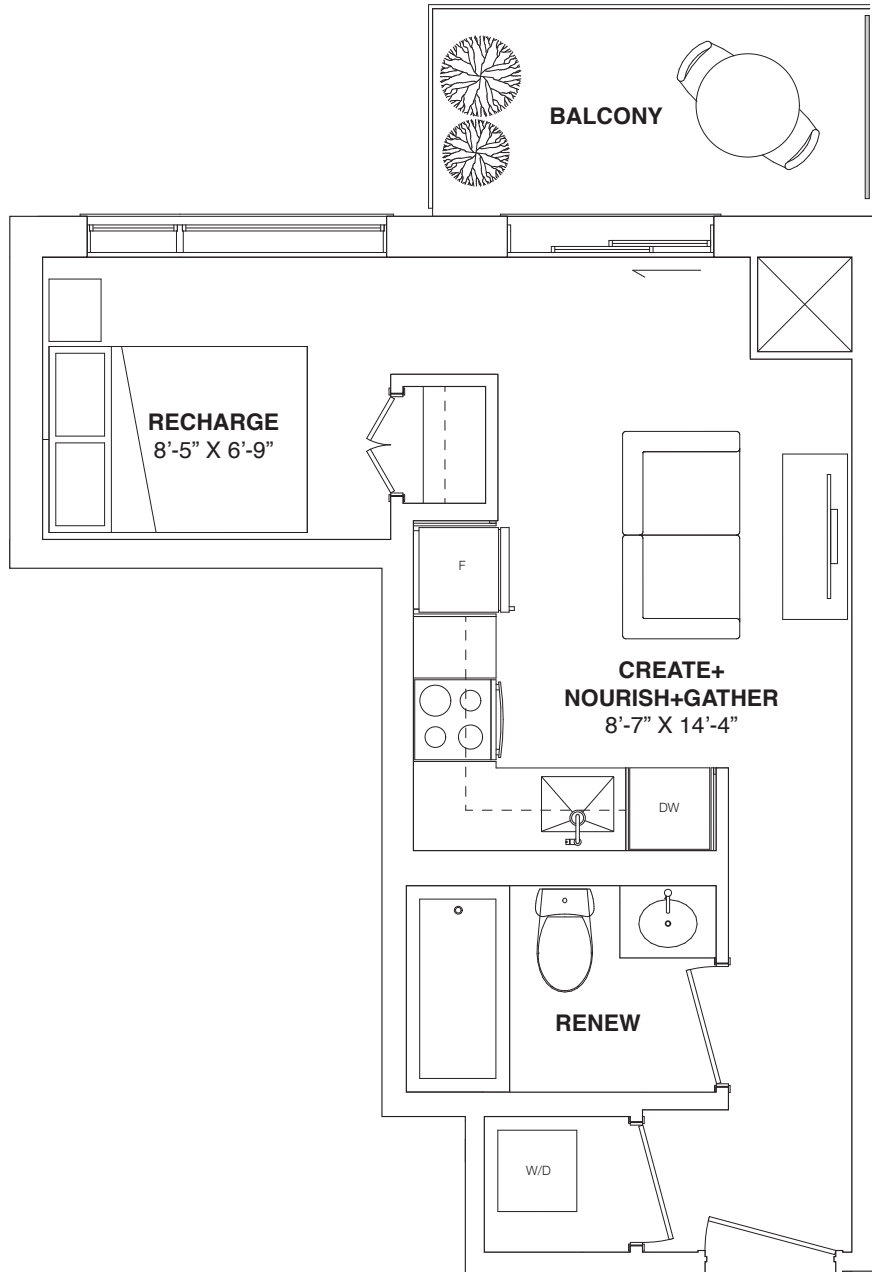 BALCONY
RECHARGE
8’-5” X 6’-9”
F
CREATE+
NOURISH+GATHER
8’-7” X 14’-4”
DW
RENEW
W/D